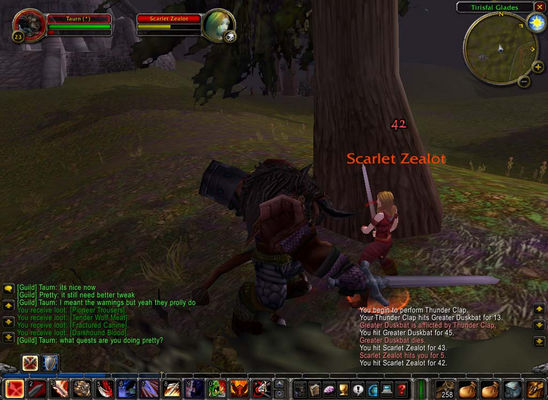 Taurn (*)
Scarlet Zealot
23
Tirisfal Glades
N
42
Scarlet Zealot
[Guild] Taurn: its nice now
[Guild] Pretty: it still need better tweak
[Guild] Taurn: I meant the warnings but yeah they prolly do
You receive loot: [Pioneer Trousers]
You receive loot: [Tender Wolf Meat]
You receive loot: [Fractured Canine]
You receive loot: [Darkhound Blood]
[Guild] Taurn: what quests are you doing pretty?
You begin to perform Thunder Clap.
Your Thunder Clap hits Greater Duskbat for 13.
Greater Duskbat is afflicted by Thunder Clap.
You hit Greater Duskbat for 45.
Greater Duskbat dies.
You hit Scarlet Zealot for 43.
Scarlet Zealot hits you for 5.
You hit Scarlet Zealot for 42.
258